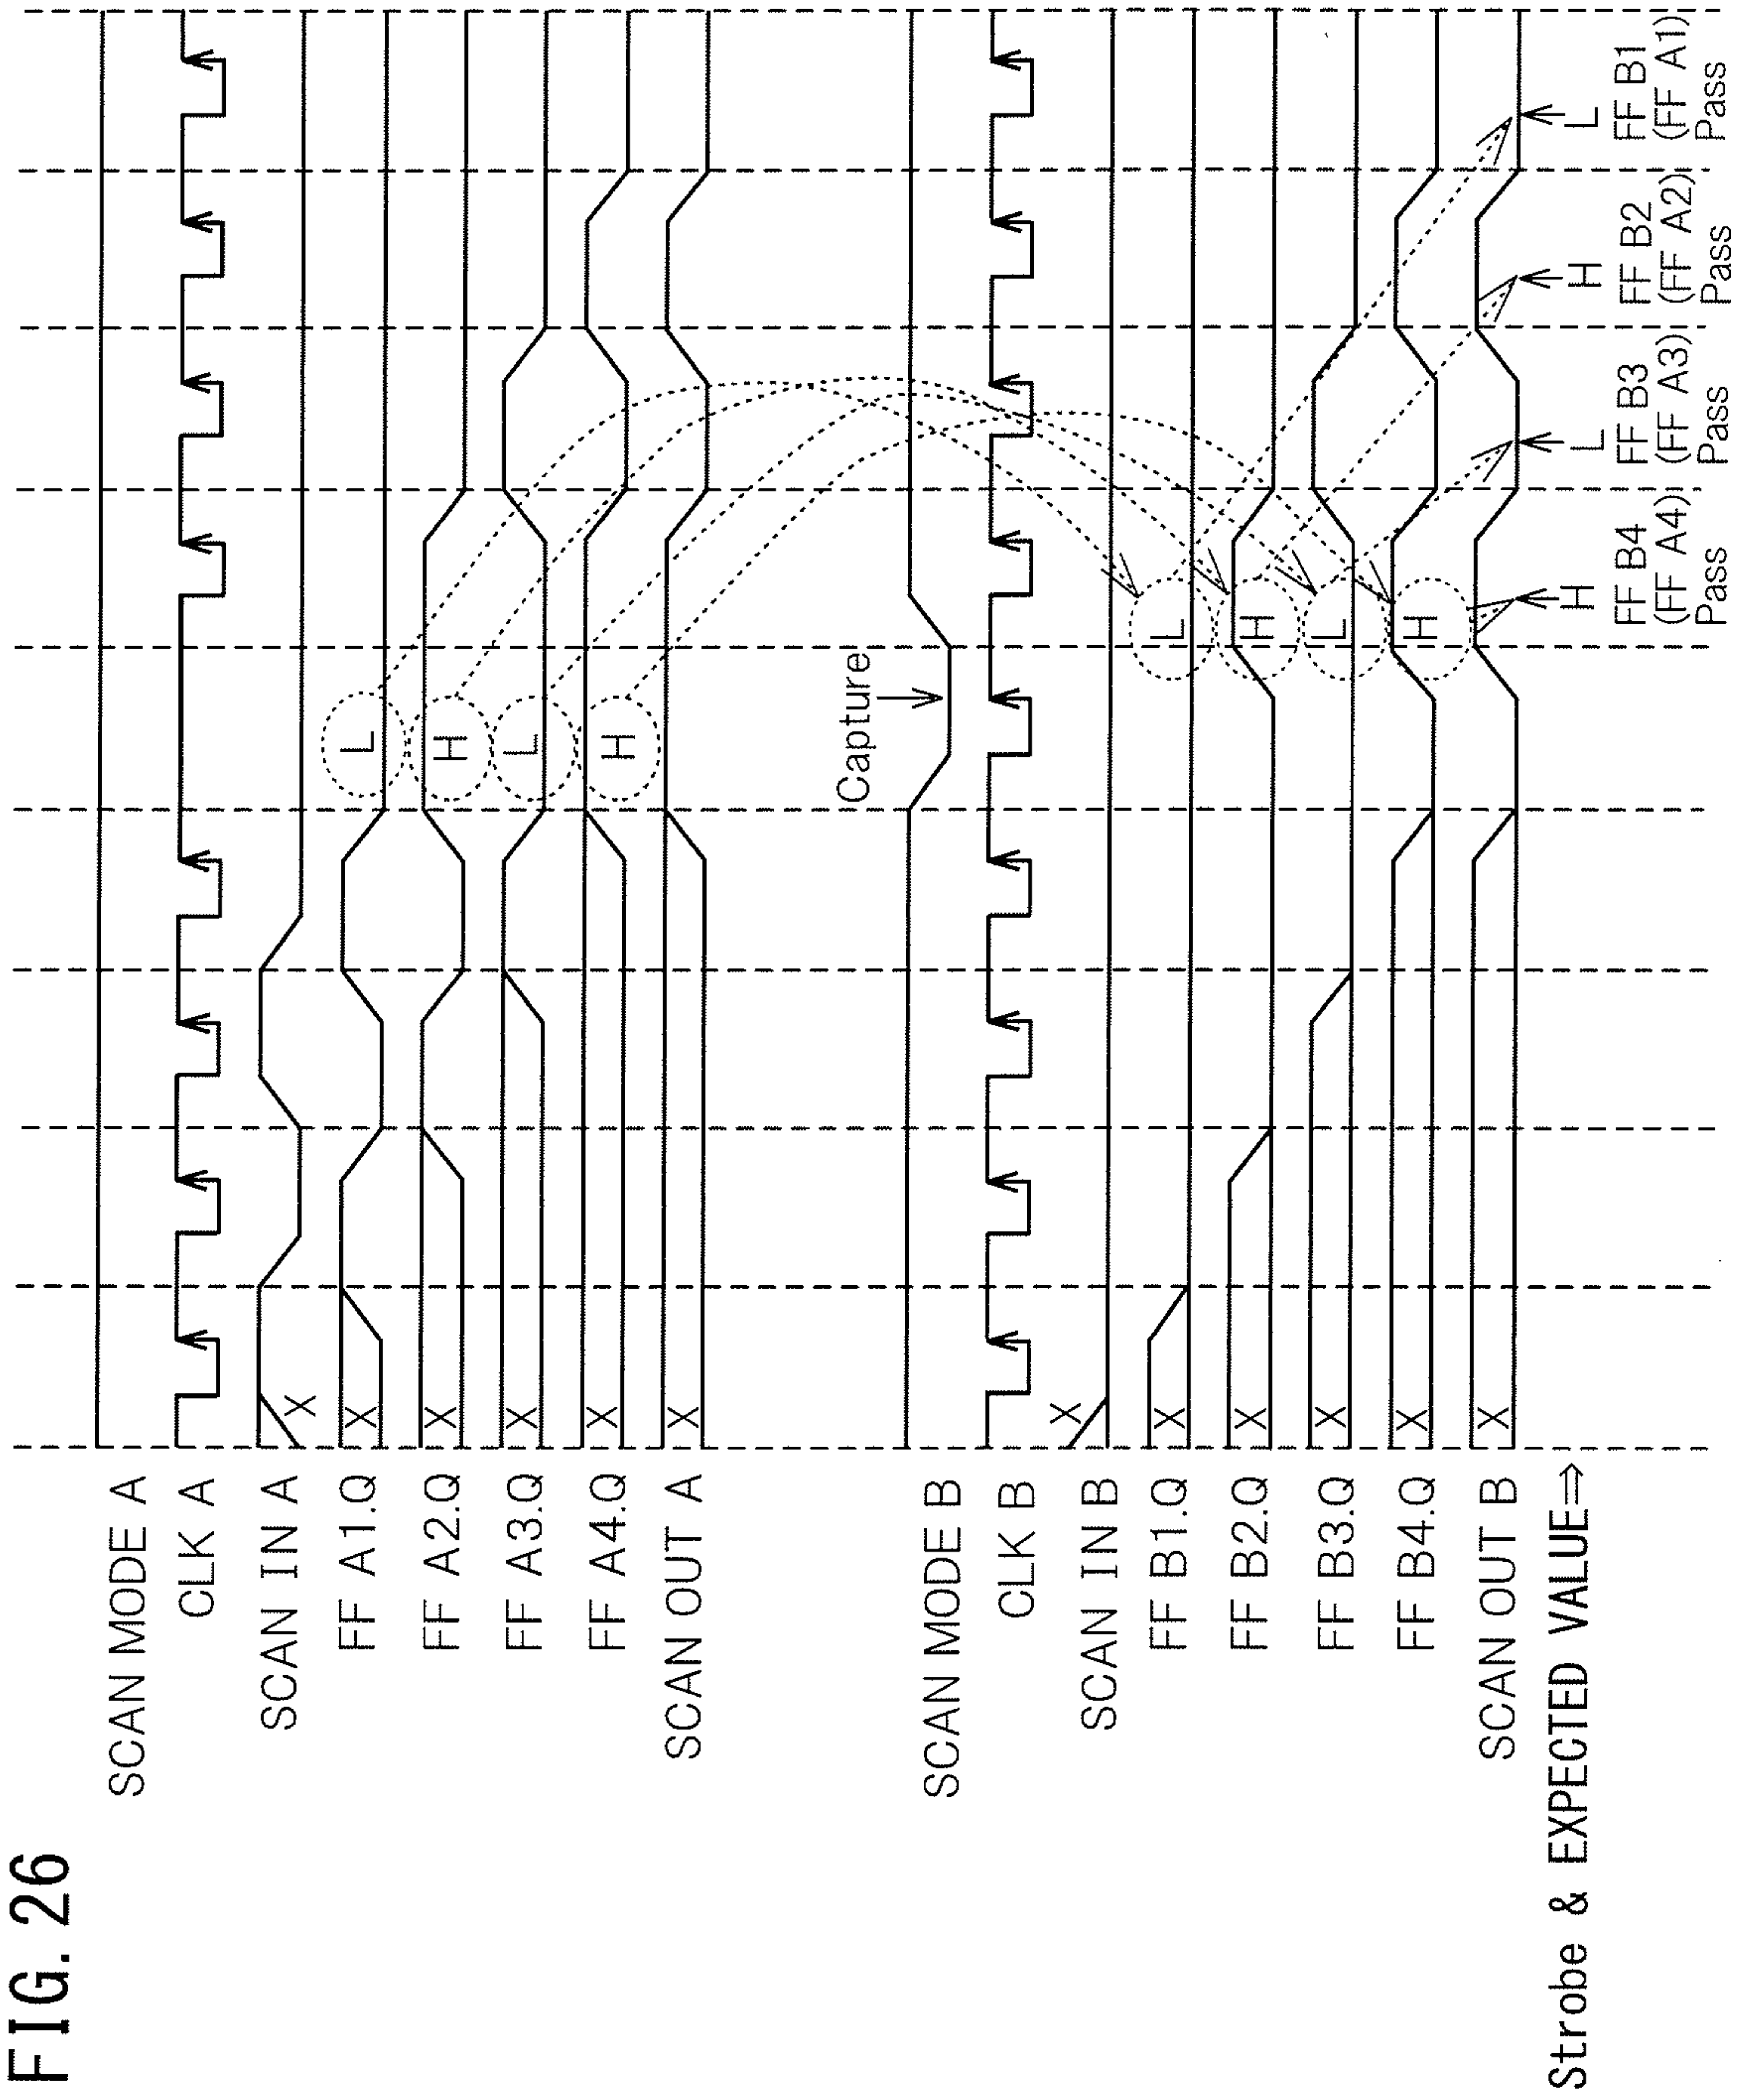 FIG. 26
SCAN MODE A
CLK A
SCAN IN A
X
FF A1.Q
X
L
FF A2.Q
X
H
FF A3.Q
X
L
FF A4.Q
X
H
SCAN OUT A
X
Capture
SCAN MODE B
CLK B
SCAN IN B
X
FF B1.Q
X
L
FF B2.Q
X
H
FF B3.Q
X
L
FF B4.Q
X
H
SCAN OUT B
X
Strobe & EXPECTED VALUE⇒
H
L
H
L
FF B4
(FF A4)
Pass
FF B3
(FF A3)
Pass
FF B2
(FF A2)
Pass
FF B1
(FF A1)
Pass